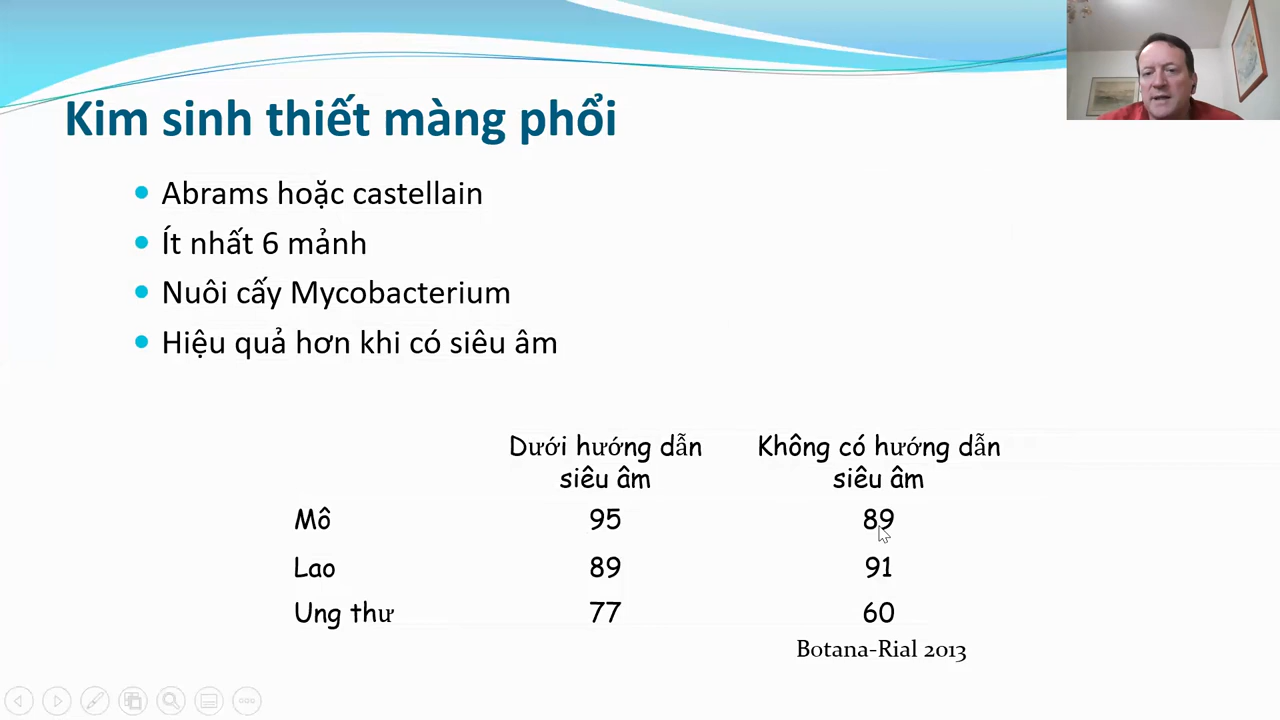 Kim sinh thiết màng phổi
Abrams hoặc castellain
Ít nhất 6 mảnh
Nuôi cấy Mycobacterium
Hiệu quả hơn khi có siêu âm
Dưới hướng dẫn siêu âm
Không có hướng dẫn siêu âm
Mô 95 89
Lao 89 91
Ung thư 77 60
Botana-Rial 2013